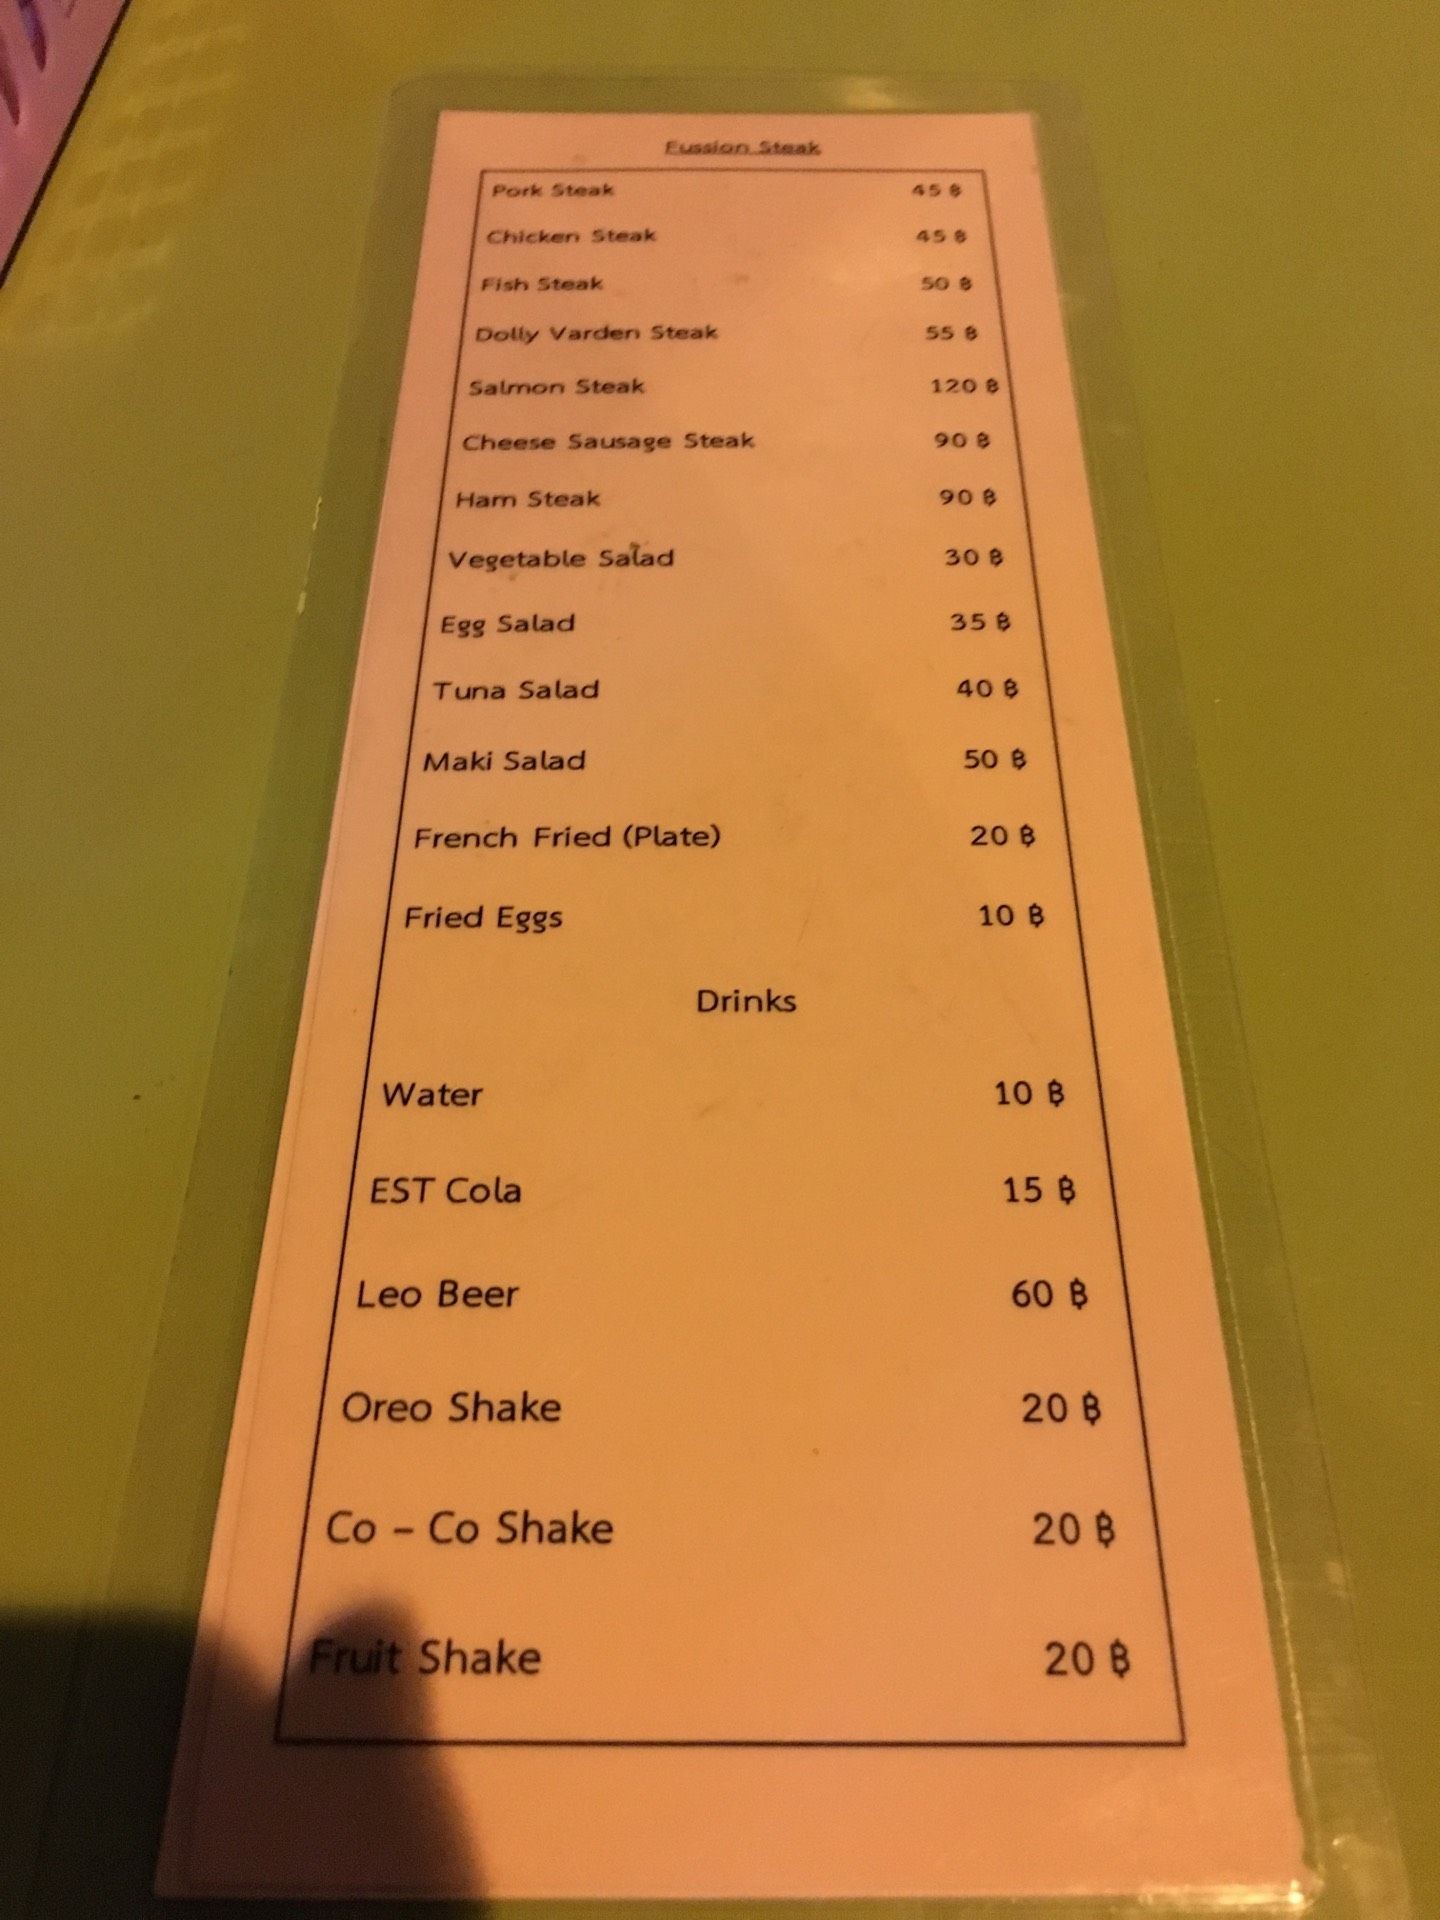 Fussion Steak
Pork Steak 45 ฿
Chicken Steak 45 ฿
Fish Steak 50 ฿
Dolly Varden Steak 55 ฿
Salmon Steak 120 ฿
Cheese Sausage Steak 90 ฿
Ham Steak 90 ฿
Vegetable Salad 30 ฿
Egg Salad 35 ฿
Tuna Salad 40 ฿
Maki Salad 50 ฿
French Fried (Plate) 20 ฿
Fried Eggs 10 ฿
Drinks
Water 10 ฿
EST Cola 15 ฿
Leo Beer 60 ฿
Oreo Shake 20 ฿
Co – Co Shake 20 ฿
Fruit Shake 20 ฿